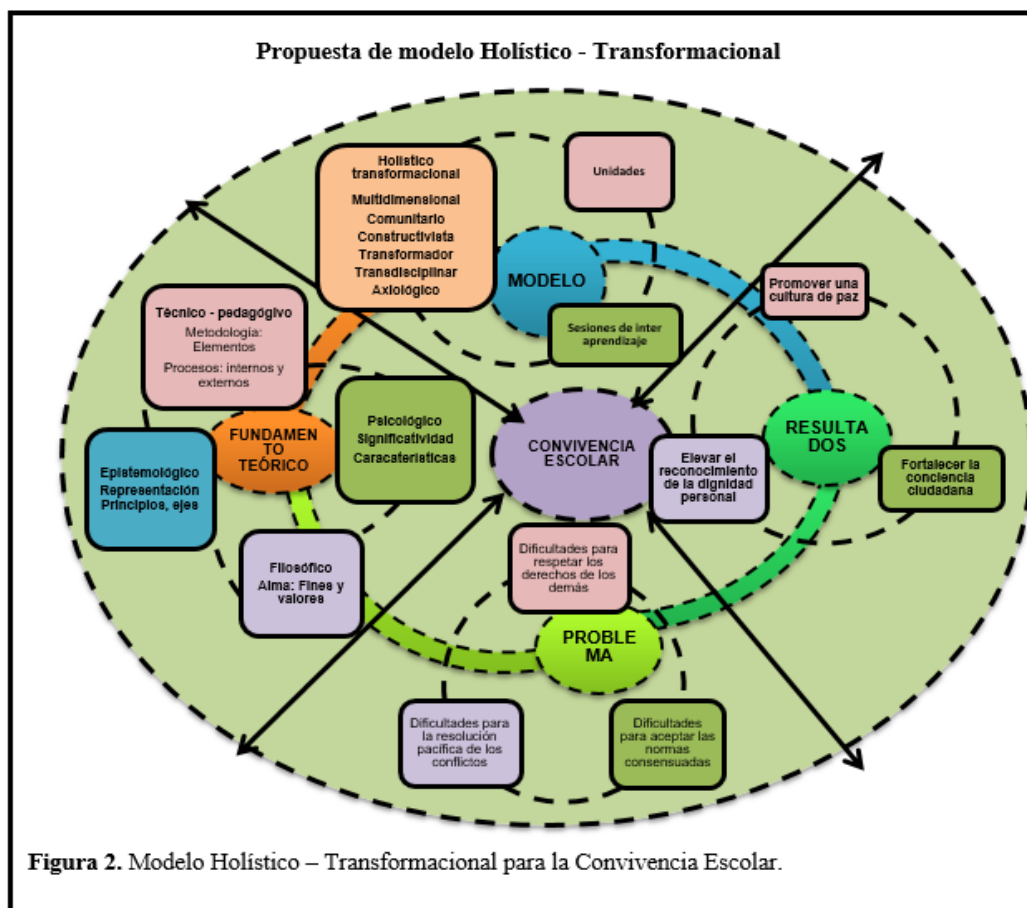 Propuesta de modelo Holístico - Transformacional
Holístico
transformacional
Multidimensional
Comunitario
Constructivista
Transformador
Transdisciplinar
Axiológico
Unidades
MODELO
Sesiones de inter
aprendizaje
Promover una
cultura de paz
Técnico - pedagógivo
Metodología:
Elementos
Procesos: internos y
externos
FUNDAMEN
TO
TEÓRICO
Psicológico
Significatividad
Caracateristicas
Epistemológico
Representación
Principios, ejes
Filosófico
Alma: Fines y
valores
CONVIVENCIA
ESCOLAR
Elevar el
reconocimiento
de la dignidad
personal
RESULTA
DOS
Fortalecer la
conciencia
ciudadana
Dificultades para
respetar los
derechos de los
demás
PROBLE
MA
Dificultades para
la resolución
pacífica de los
conflictos
Dificultades
para aceptar las
normas
consensuadas
Figura 2. Modelo Holístico – Transformacional para la Convivencia Escolar.